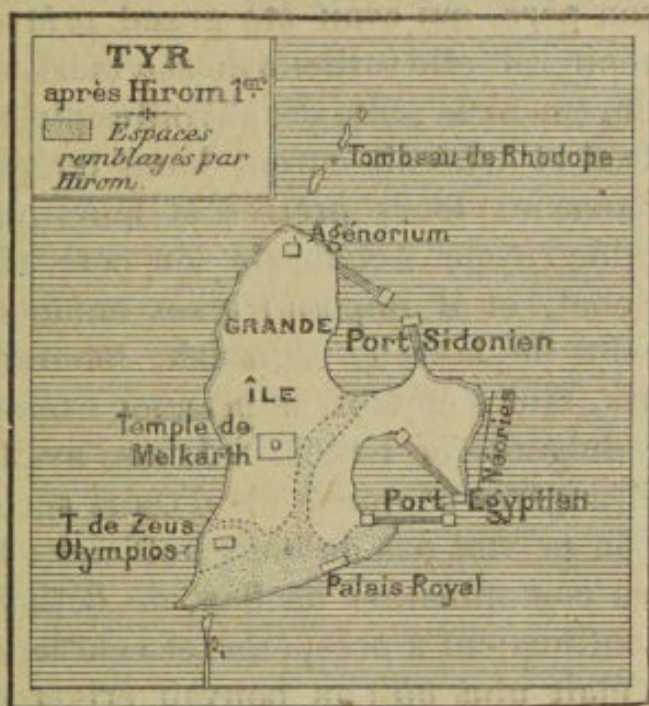 TYR
après Hirom 1er
Espaces
remblayés par
Hirom.
Tombeau de Rhodope
Agénorium
GRANDE
Port Sidonien
ÎLE
Temple de
Melkarth
Néories
Port Egyptien
T. de Zeus
Olympios
Palais Royal